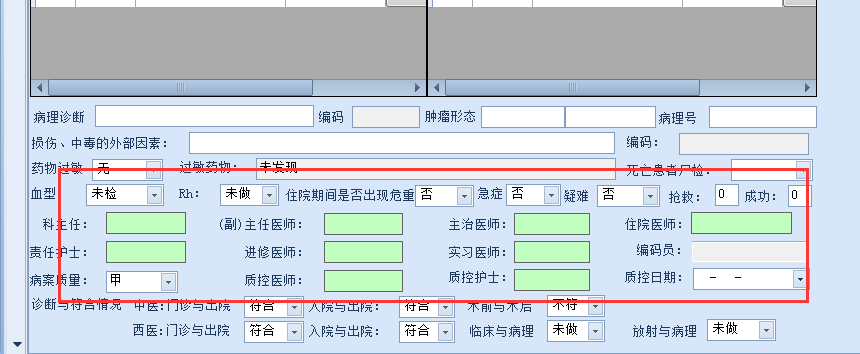 病理诊断 编码 肿瘤形态 病理号
损伤、中毒的外部因素： 编码：
药物过敏 无 过敏药物： 未发现 死亡患者尸检：
血型 未检 Rh： 未做 住院期间是否出现危重 否 急症 否 疑难 否 抢救： 0 成功： 0
科主任： (副)主任医师： 主治医师： 住院医师：
责任护士： 进修医师： 实习医师： 编码员：
病案质量： 甲 质控医师： 质控护士： 质控日期： - -
诊断与符合情况 中医:门诊与出院 符合 入院与出院： 符合 术前与术后 不符
西医:门诊与出院 符合 入院与出院： 符合 临床与病理 未做 放射与病理 未做